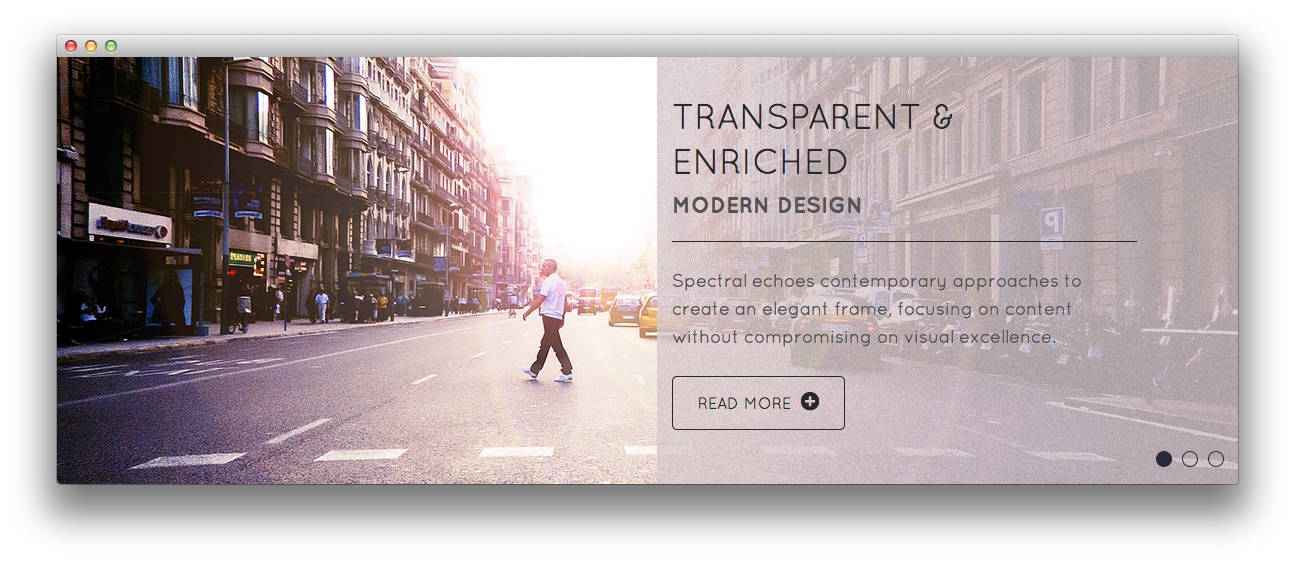 TRANSPARENT &
ENRICHED
MODERN DESIGN
Spectral echoes contemporary approaches to
create an elegant frame, focusing on content
without compromising on visual excellence.
READ MORE